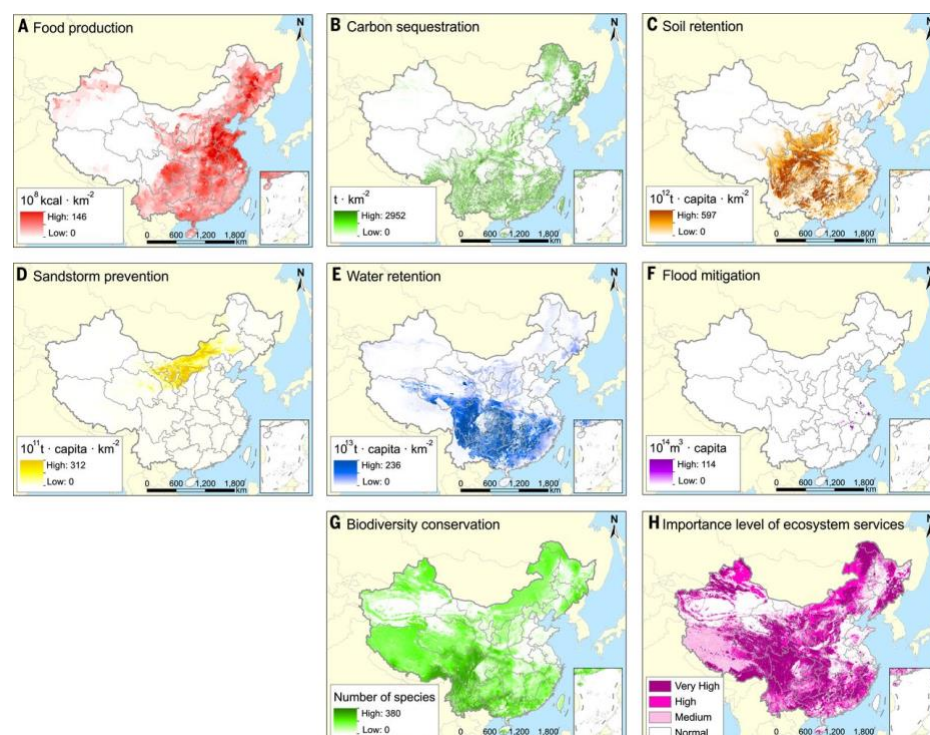 A Food production
N
10⁸ kcal · km⁻²
High: 146
Low: 0
0 600 1,200 1,800
km
B Carbon sequestration
N
t · km⁻²
High: 2952
Low: 0
0 600 1,200 1,800
km
C Soil retention
N
10¹²t · capita · km⁻²
High: 597
Low: 0
0 600 1,200 1,800
km
D Sandstorm prevention
N
10¹¹t · capita · km⁻²
High: 312
Low: 0
0 600 1,200 1,800
km
E Water retention
N
10¹³t · capita · km⁻²
High: 236
Low: 0
0 600 1,200 1,800
km
F Flood mitigation
N
10¹⁴m³ · capita
High: 114
Low: 0
0 600 1,200 1,800
km
G Biodiversity conservation
N
Number of species
High: 380
Low: 0
0 600 1,200 1,800
H Importance level of ecosystem services
N
Very High
High
Medium
Normal
0 600 1,200 1,800